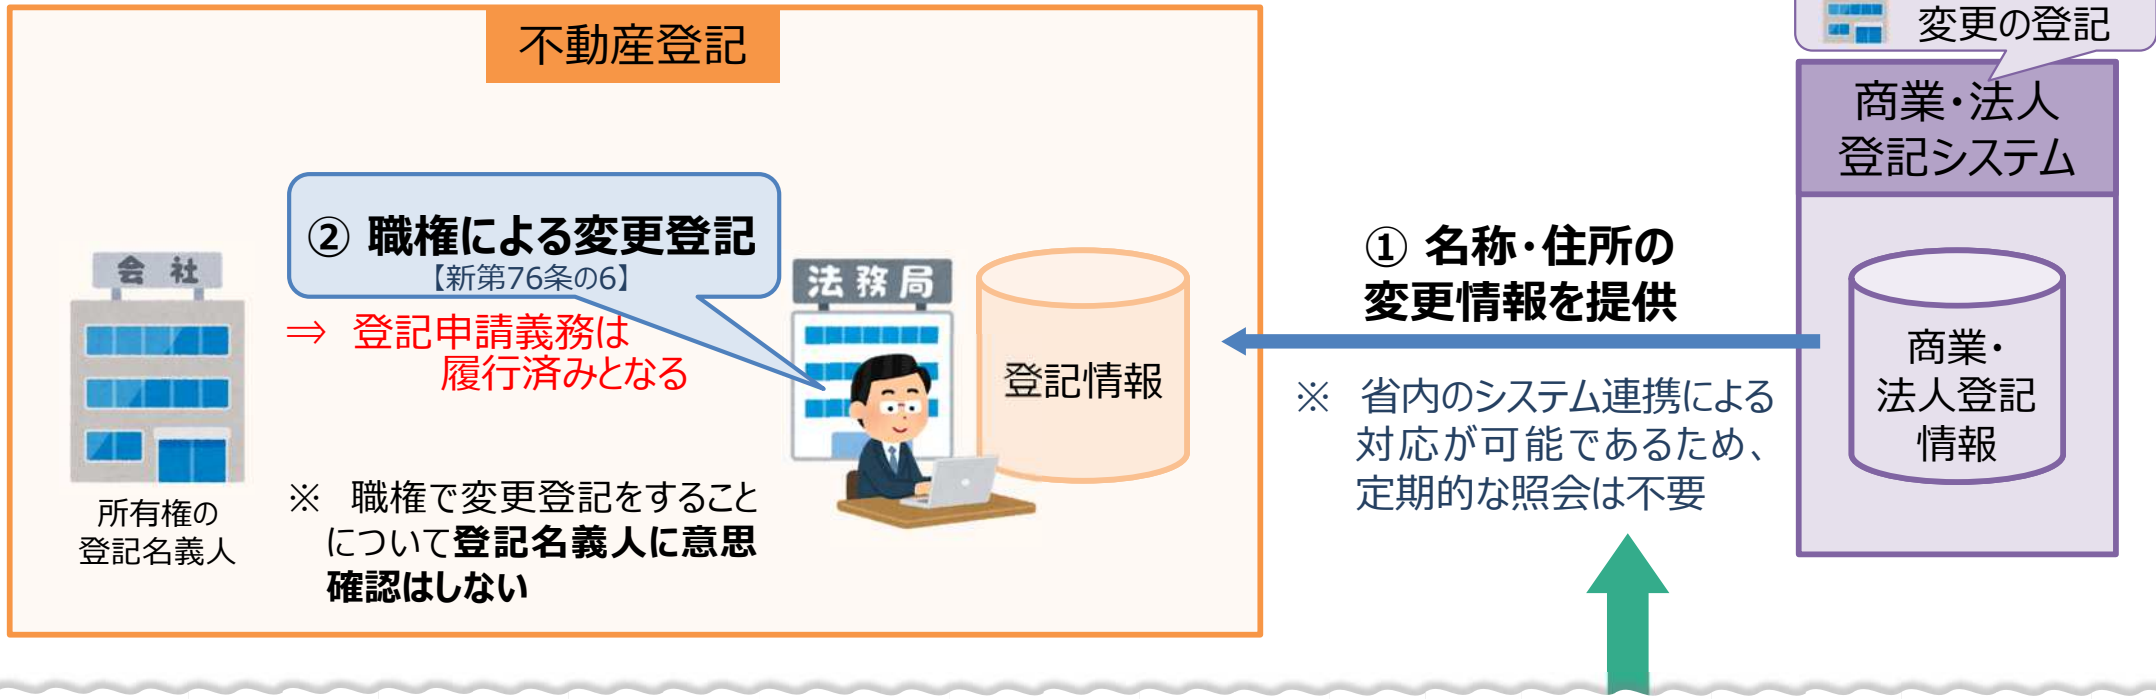 不動産登記
変更の登記
商業・法人
登記システム
② 職権による変更登記
【新第76条の6】
⇒ 登記申請義務は
履行済みとなる
会社
所有権の
登記名義人
※ 職権で変更登記をすること
について登記名義人に意思
確認はしない
法務局
登記情報
① 名称・住所の
変更情報を提供
※ 省内のシステム連携による
対応が可能であるため、
定期的な照会は不要
商業・
法人登記
情報